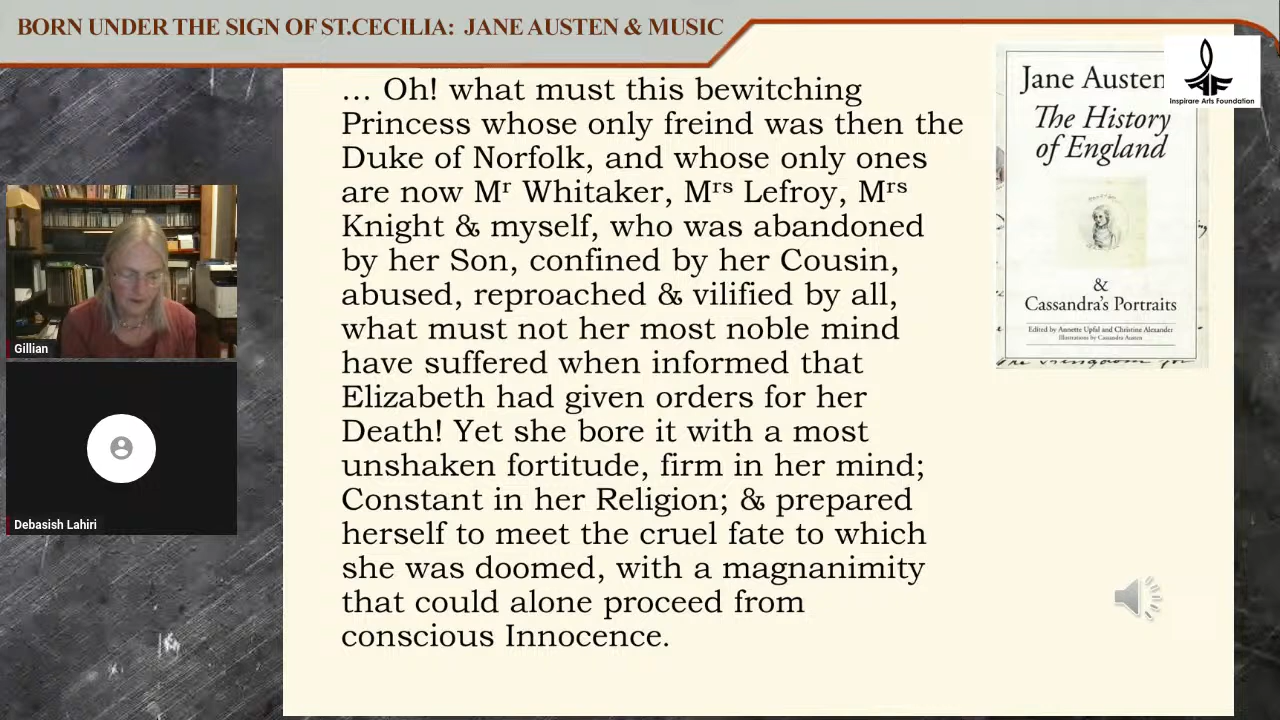 BORN UNDER THE SIGN OF ST.CECILIA: JANE AUSTEN & MUSIC
... Oh! what must this bewitching
Princess whose only freind was then the
Duke of Norfolk, and whose only ones
are now Mʳ Whitaker, Mʳˢ Lefroy, Mʳˢ
Knight & myself, who was abandoned
by her Son, confined by her Cousin,
abused, reproached & vilified by all,
what must not her most noble mind
have suffered when informed that
Elizabeth had given orders for her
Death! Yet she bore it with a most
unshaken fortitude, firm in her mind;
Constant in her Religion; & prepared
herself to meet the cruel fate to which
she was doomed, with a magnanimity
that could alone proceed from
conscious Innocence.
Jane Austen
The History
of England
&
Cassandra's Portraits
Edited by Annette Upfal and Christine Alexander
Illustrations by Cassandra Austen
Inspirare Arts Foundation
Gillian
Debasish Lahiri